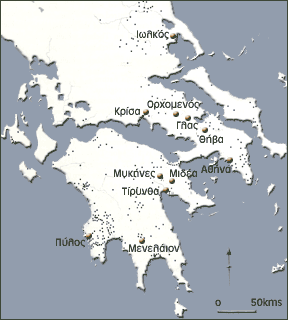 Ιωλκός
Ορχομενός
Κρίσα
Γλας
Θήβα
Αθήνα
Μυκήνες
Μιδέα
Τίρυνθα
Πύλος
Μενελάιον
0 50kms